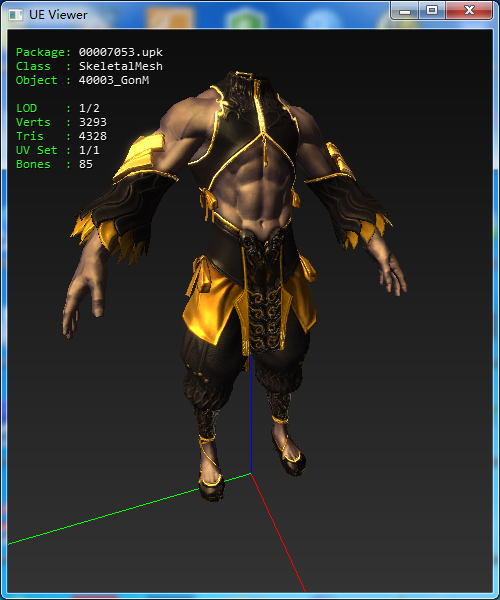 UE Viewer
Package: 00007053.upk
Class : SkeletalMesh
Object : 40003_GonM
LOD : 1/2
Verts : 3293
Tris : 4328
UV Set : 1/1
Bones : 85